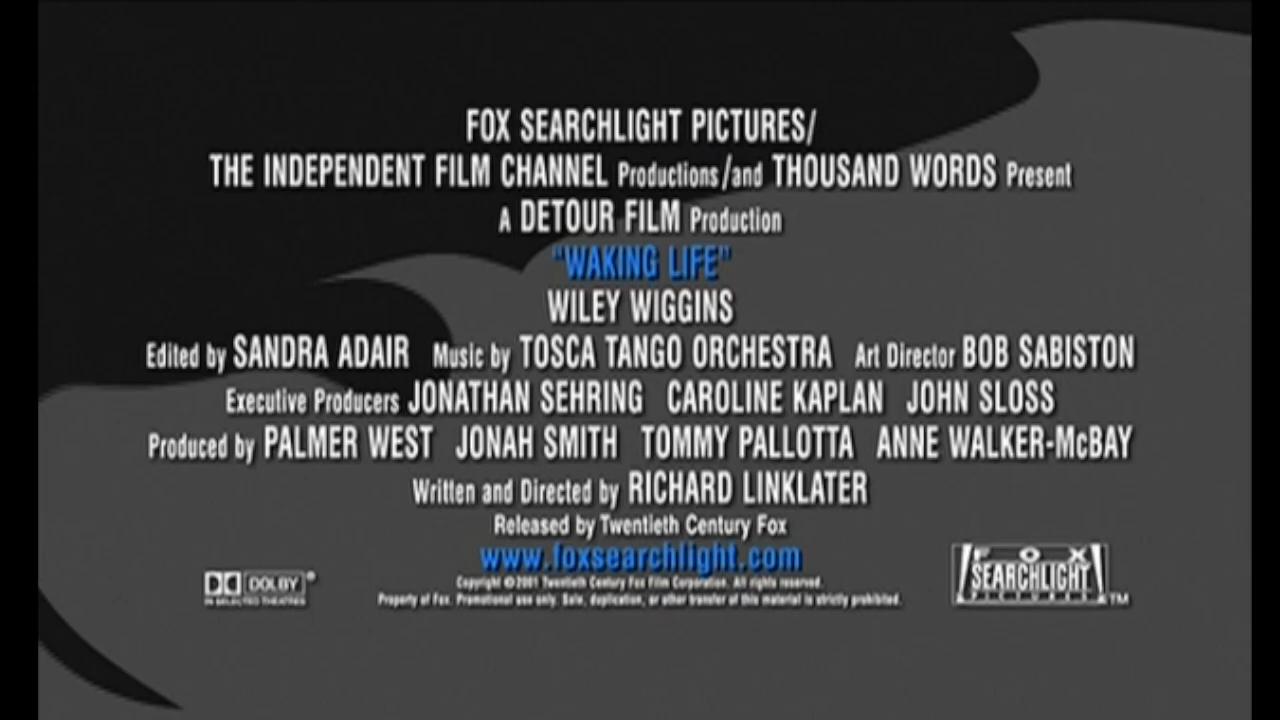 FOX SEARCHLIGHT PICTURES/
THE INDEPENDENT FILM CHANNEL Productions/and THOUSAND WORDS Present
A DETOUR FILM Production
"WAKING LIFE"
WILEY WIGGINS
Edited by SANDRA ADAIR Music by TOSCA TANGO ORCHESTRA Art Director BOB SABISTON
Executive Producers JONATHAN SEHRING CAROLINE KAPLAN JOHN SLOSS
Produced by PALMER WEST JONAH SMITH TOMMY PALLOTTA ANNE WALKER-McBAY
Written and Directed by RICHARD LINKLATER
Released by Twentieth Century Fox
www.foxsearchlight.com
Copyright ©2001 Twentieth Century Fox Film Corporation. All rights reserved.
Property of Fox. Promotional use only. Sale, duplication, or other transfer of this material is strictly prohibited.
DOLBY®
IN SELECTED THEATRES
FOX
SEARCHLIGHT
PICTURES™